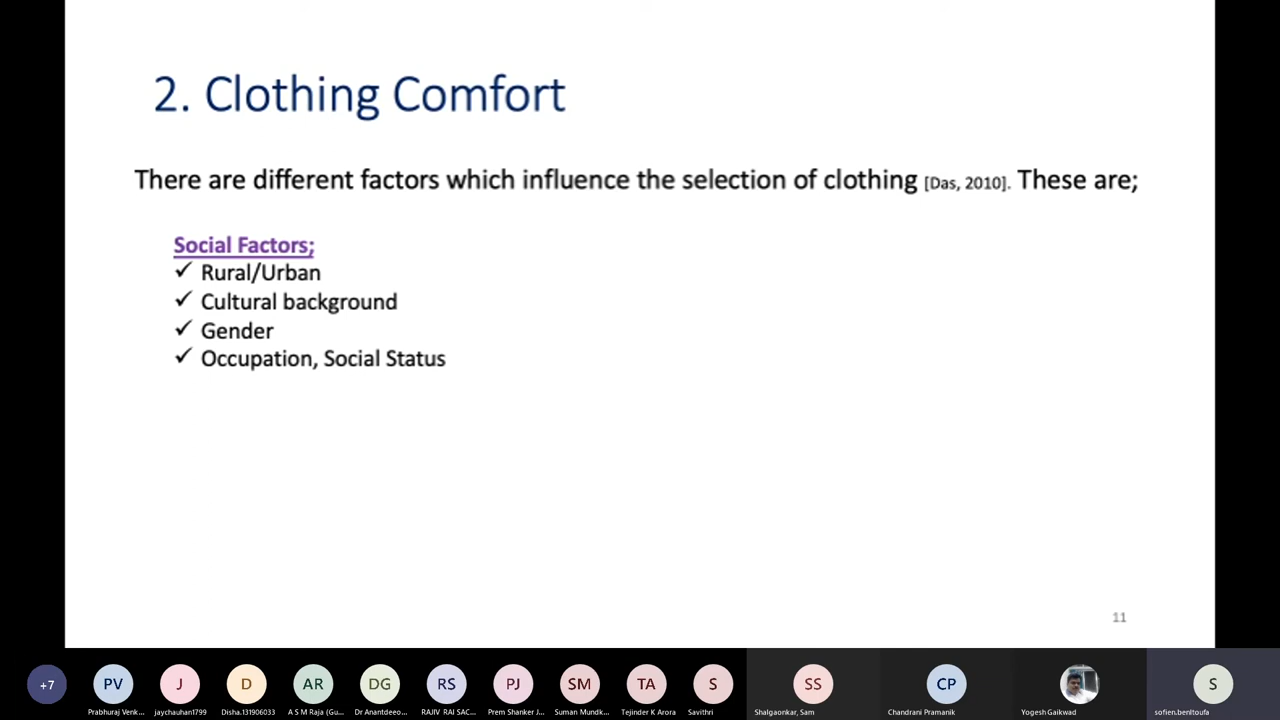 2. Clothing Comfort
There are different factors which influence the selection of clothing [Das, 2010]. These are;
Social Factors;
✓ Rural/Urban
✓ Cultural background
✓ Gender
✓ Occupation, Social Status
11
+7
PV
J
D
AR
DG
RS
PJ
SM
TA
S
SS
CP
S
Prabhuraj Venk...
jaychauhan1799
Disha.131906033
A S M Raja (Gu...
Dr Anantdeeo...
RAJIV RAI SAC...
Prem Shanker J...
Suman Mundk...
Tejinder K Arora
Savithri
Shalgaonkar, Sam
Chandrani Pramanik
Yogesh Gaikwad
sofien.benltoufa